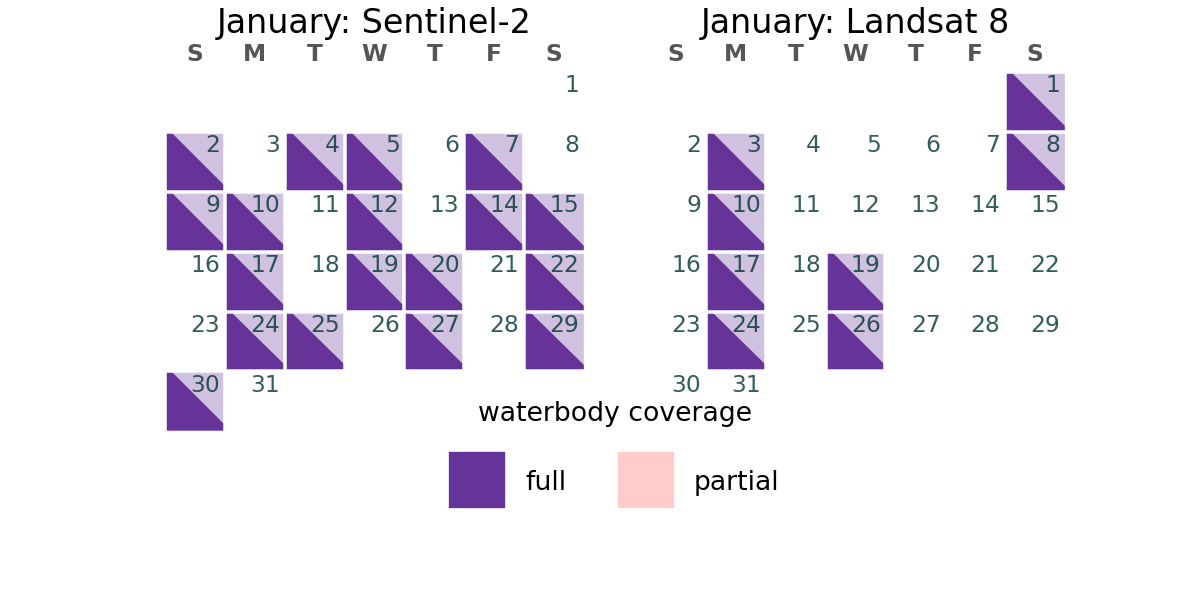 January: Sentinel-2
S M T W T F S
1
2 3 4 5 6 7 8
9 10 11 12 13 14 15
16 17 18 19 20 21 22
23 24 25 26 27 28 29
30 31
January: Landsat 8
S M T W T F S
1
2 3 4 5 6 7 8
9 10 11 12 13 14 15
16 17 18 19 20 21 22
23 24 25 26 27 28 29
30 31
waterbody coverage
full partial